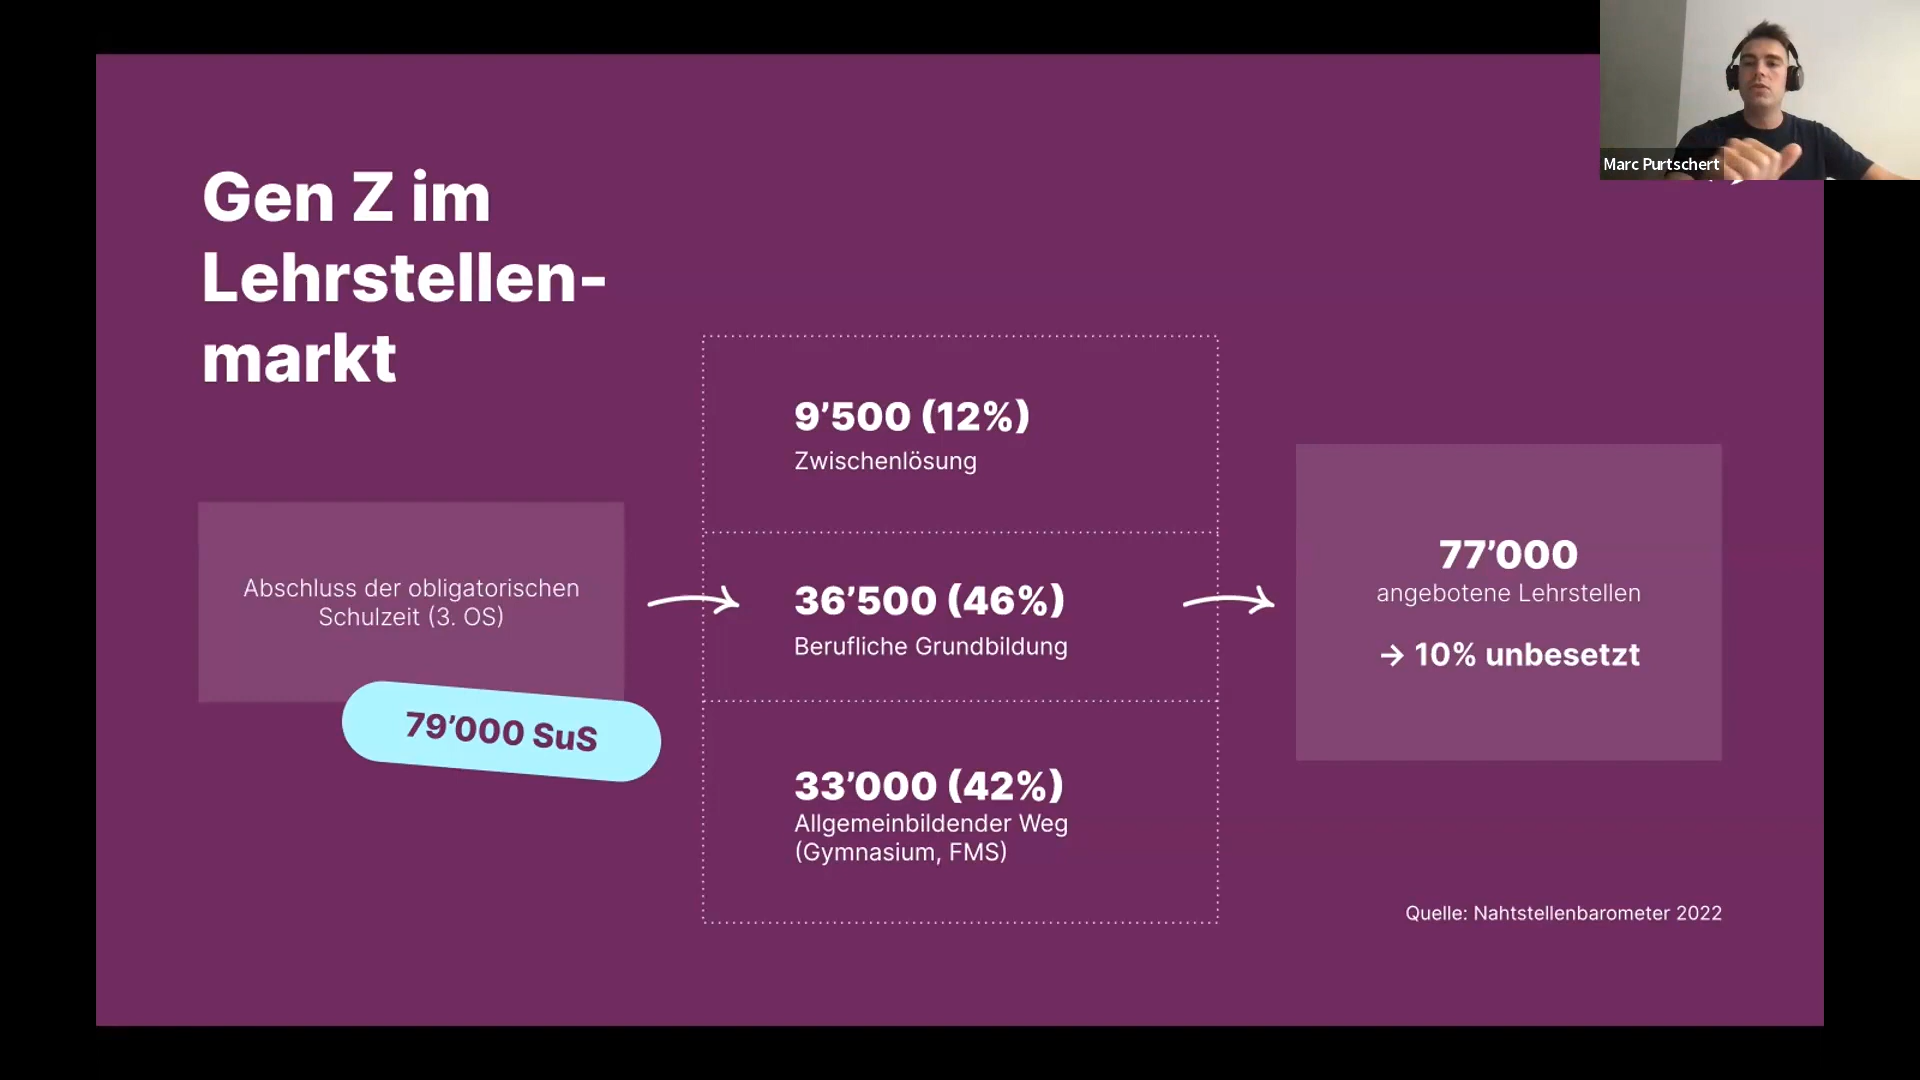 Marc Purtschert
Gen Z im
Lehrstellen-
markt
Abschluss der obligatorischen
Schulzeit (3. OS)
79’000 SuS
9’500 (12%)
Zwischenlösung
36’500 (46%)
Berufliche Grundbildung
33’000 (42%)
Allgemeinbildender Weg
(Gymnasium, FMS)
77’000
angebotene Lehrstellen
→ 10% unbesetzt
Quelle: Nahtstellenbarometer 2022